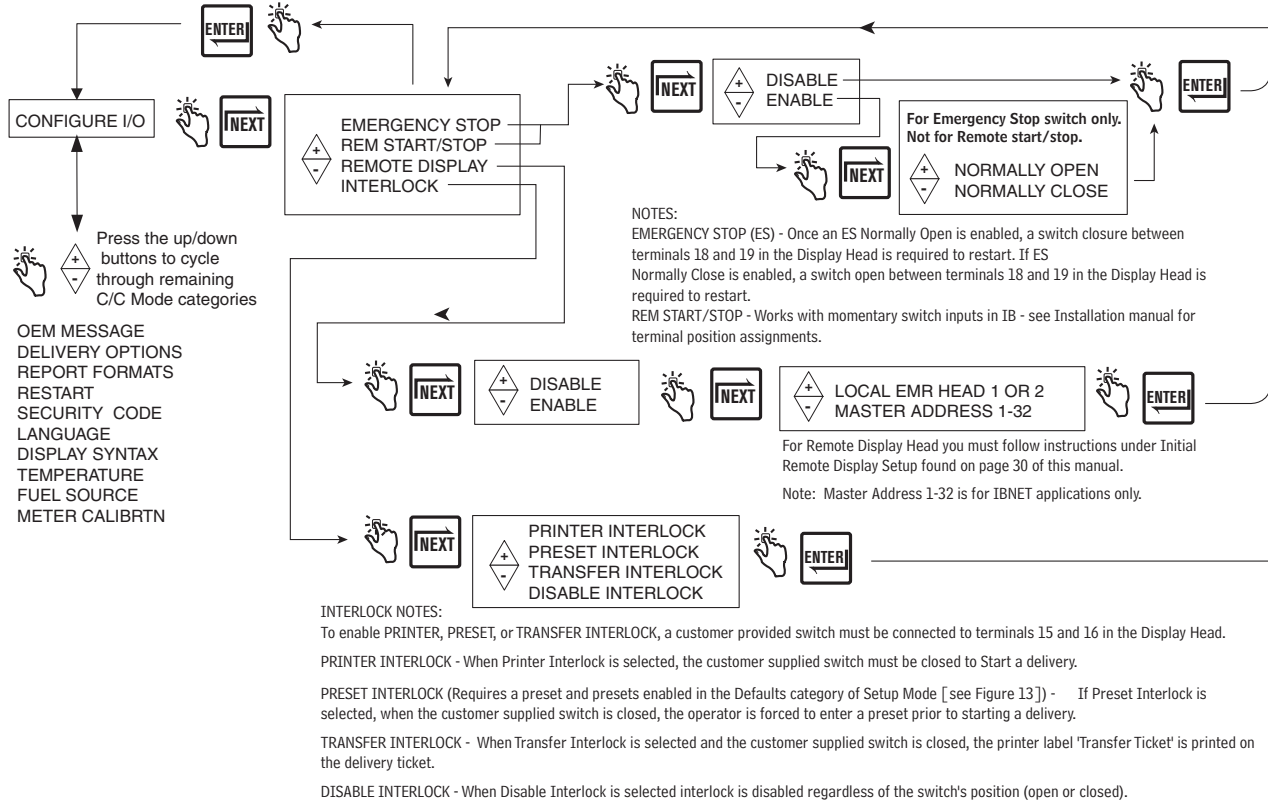 ENTER
CONFIGURE I/O
NEXT
EMERGENCY STOP
REM START/STOP
REMOTE DISPLAY
INTERLOCK
+
-
NEXT
+
-
DISABLE
ENABLE
ENTER
For Emergency Stop switch only.
Not for Remote start/stop.
NEXT
+
-
NORMALLY OPEN
NORMALLY CLOSE
+
-
Press the up/down
buttons to cycle
through remaining
C/C Mode categories
OEM MESSAGE
DELIVERY OPTIONS
REPORT FORMATS
RESTART
SECURITY CODE
LANGUAGE
DISPLAY SYNTAX
TEMPERATURE
FUEL SOURCE
METER CALIBRTN
NOTES:
EMERGENCY STOP (ES) - Once an ES Normally Open is enabled, a switch closure between
terminals 18 and 19 in the Display Head is required to restart. If ES
Normally Close is enabled, a switch open between terminals 18 and 19 in the Display Head is
required to restart.
REM START/STOP - Works with momentary switch inputs in IB - see Installation manual for
terminal position assignments.
NEXT
+
-
DISABLE
ENABLE
NEXT
+
-
LOCAL EMR HEAD 1 OR 2
MASTER ADDRESS 1-32
ENTER
For Remote Display Head you must follow instructions under Initial
Remote Display Setup found on page 30 of this manual.
Note: Master Address 1-32 is for IBNET applications only.
NEXT
+
-
PRINTER INTERLOCK
PRESET INTERLOCK
TRANSFER INTERLOCK
DISABLE INTERLOCK
ENTER
INTERLOCK NOTES:
To enable PRINTER, PRESET, or TRANSFER INTERLOCK, a customer provided switch must be connected to terminals 15 and 16 in the Display Head.
PRINTER INTERLOCK - When Printer Interlock is selected, the customer supplied switch must be closed to Start a delivery.
PRESET INTERLOCK (Requires a preset and presets enabled in the Defaults category of Setup Mode [see Figure 13]) - If Preset Interlock is
selected, when the customer supplied switch is closed, the operator is forced to enter a preset prior to starting a delivery.
TRANSFER INTERLOCK - When Transfer Interlock is selected and the customer supplied switch is closed, the printer label 'Transfer Ticket' is printed on
the delivery ticket.
DISABLE INTERLOCK - When Disable Interlock is selected interlock is disabled regardless of the switch's position (open or closed).